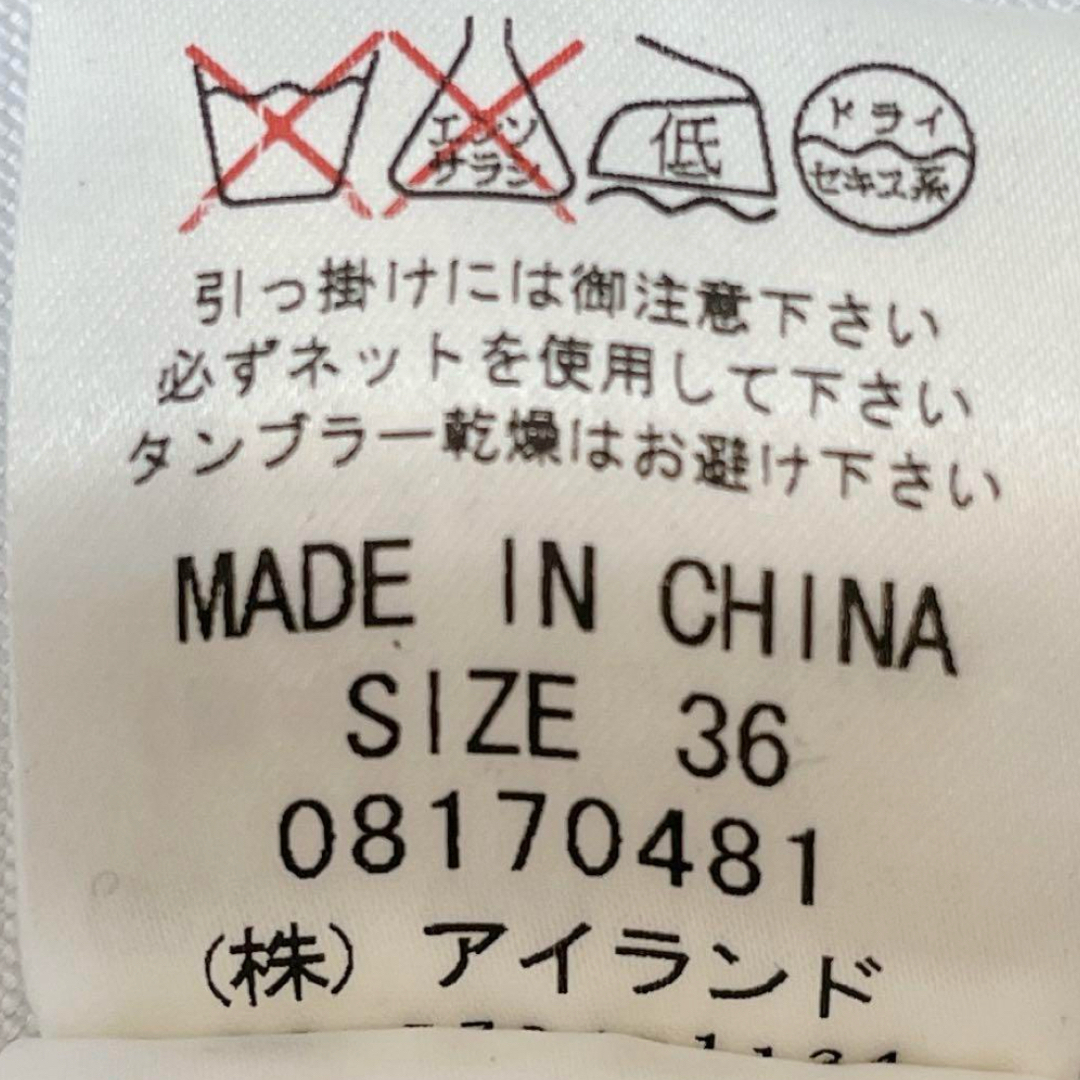 エンソ 低 ドライ
サラシ セキユ系
引っ掛けには御注意下さい
必ずネットを使用して下さい
タンブラー乾燥はお避け下さい
MADE IN CHINA
SIZE 36
08170481
(株) アイランド